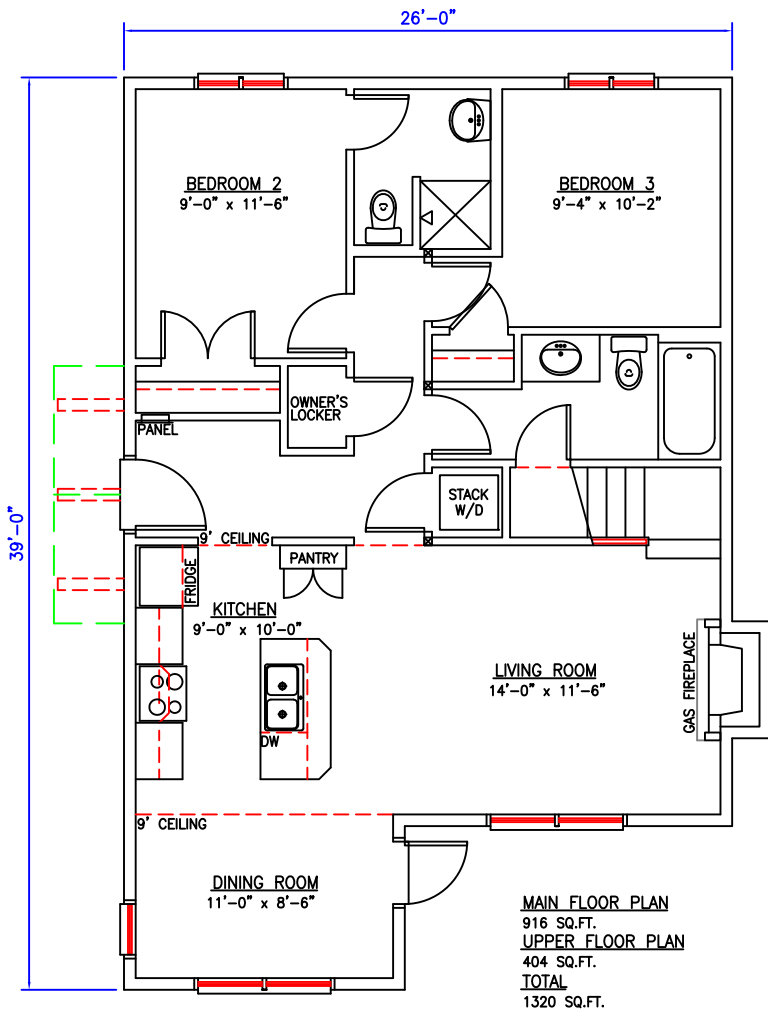 26'-0"
BEDROOM 2
9'-0" x 11'-6"
BEDROOM 3
9'-4" x 10'-2"
OWNER'S
LOCKER
PANEL
STACK
W/D
39'-0"
9' CEILING
PANTRY
FRIDGE
KITCHEN
9'-0" x 10'-0"
LIVING ROOM
14'-0" x 11'-6"
GAS FIREPLACE
DW
9' CEILING
DINING ROOM
11'-0" x 8'-6"
MAIN FLOOR PLAN
916 SQ.FT.
UPPER FLOOR PLAN
404 SQ.FT.
TOTAL
1320 SQ.FT.